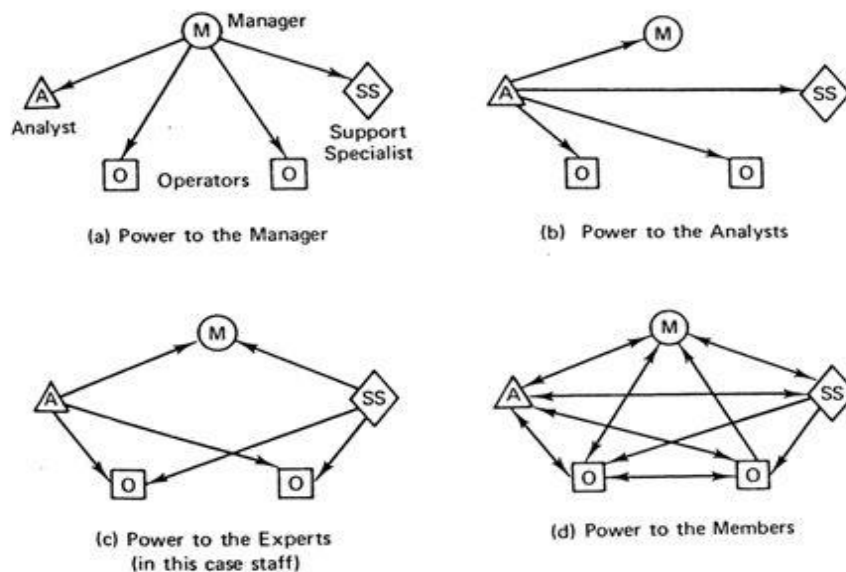 M Manager
A
Analyst
SS
Support
Specialist
O Operators O
(a) Power to the Manager
M
A
SS
O
O
(b) Power to the Analysts
M
A
SS
O
O
(c) Power to the Experts
(in this case staff)
M
A
SS
O
O
(d) Power to the Members